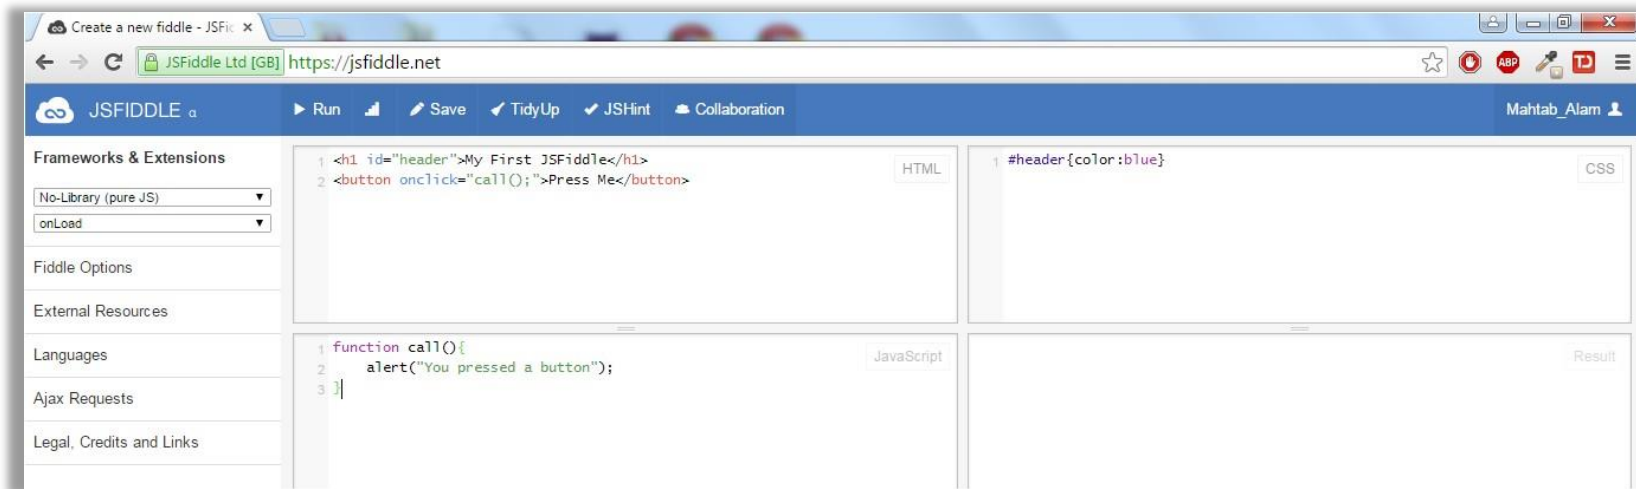 Create a new fiddle - JSFic
JSFiddle Ltd [GB] https://jsfiddle.net
ABP TD
JSFIDDLE α Run Save TidyUp JSHint Collaboration Mahtab_Alam
Frameworks & Extensions
No-Library (pure JS)
onLoad
Fiddle Options
External Resources
Languages
Ajax Requests
Legal, Credits and Links
1 <h1 id="header">My First JSFiddle</h1>
2 <button onclick="call();">Press Me</button>
HTML
1 #header{color:blue}
CSS
1 function call(){
2 alert("You pressed a button");
3 }
JavaScript
Result